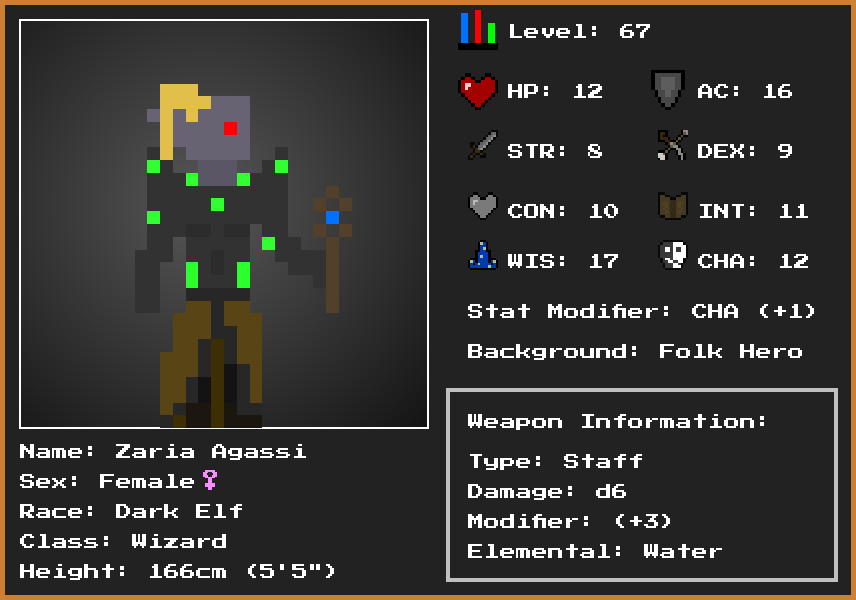 Level: 67
HP: 12
AC: 16
STR: 8
DEX: 9
CON: 10
INT: 11
WIS: 17
CHA: 12
Stat Modifier: CHA (+1)
Background: Folk Hero
Weapon Information:
Type: Staff
Damage: d6
Modifier: (+3)
Elemental: Water
Name: Zaria Agassi
Sex: Female♀
Race: Dark Elf
Class: Wizard
Height: 166cm (5'5")